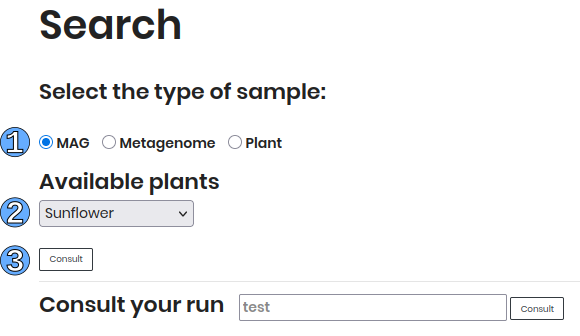 Search
Select the type of sample:
1 MAG Metagenome Plant
Available plants
2 Sunflower
3 Consult
Consult your run test Consult